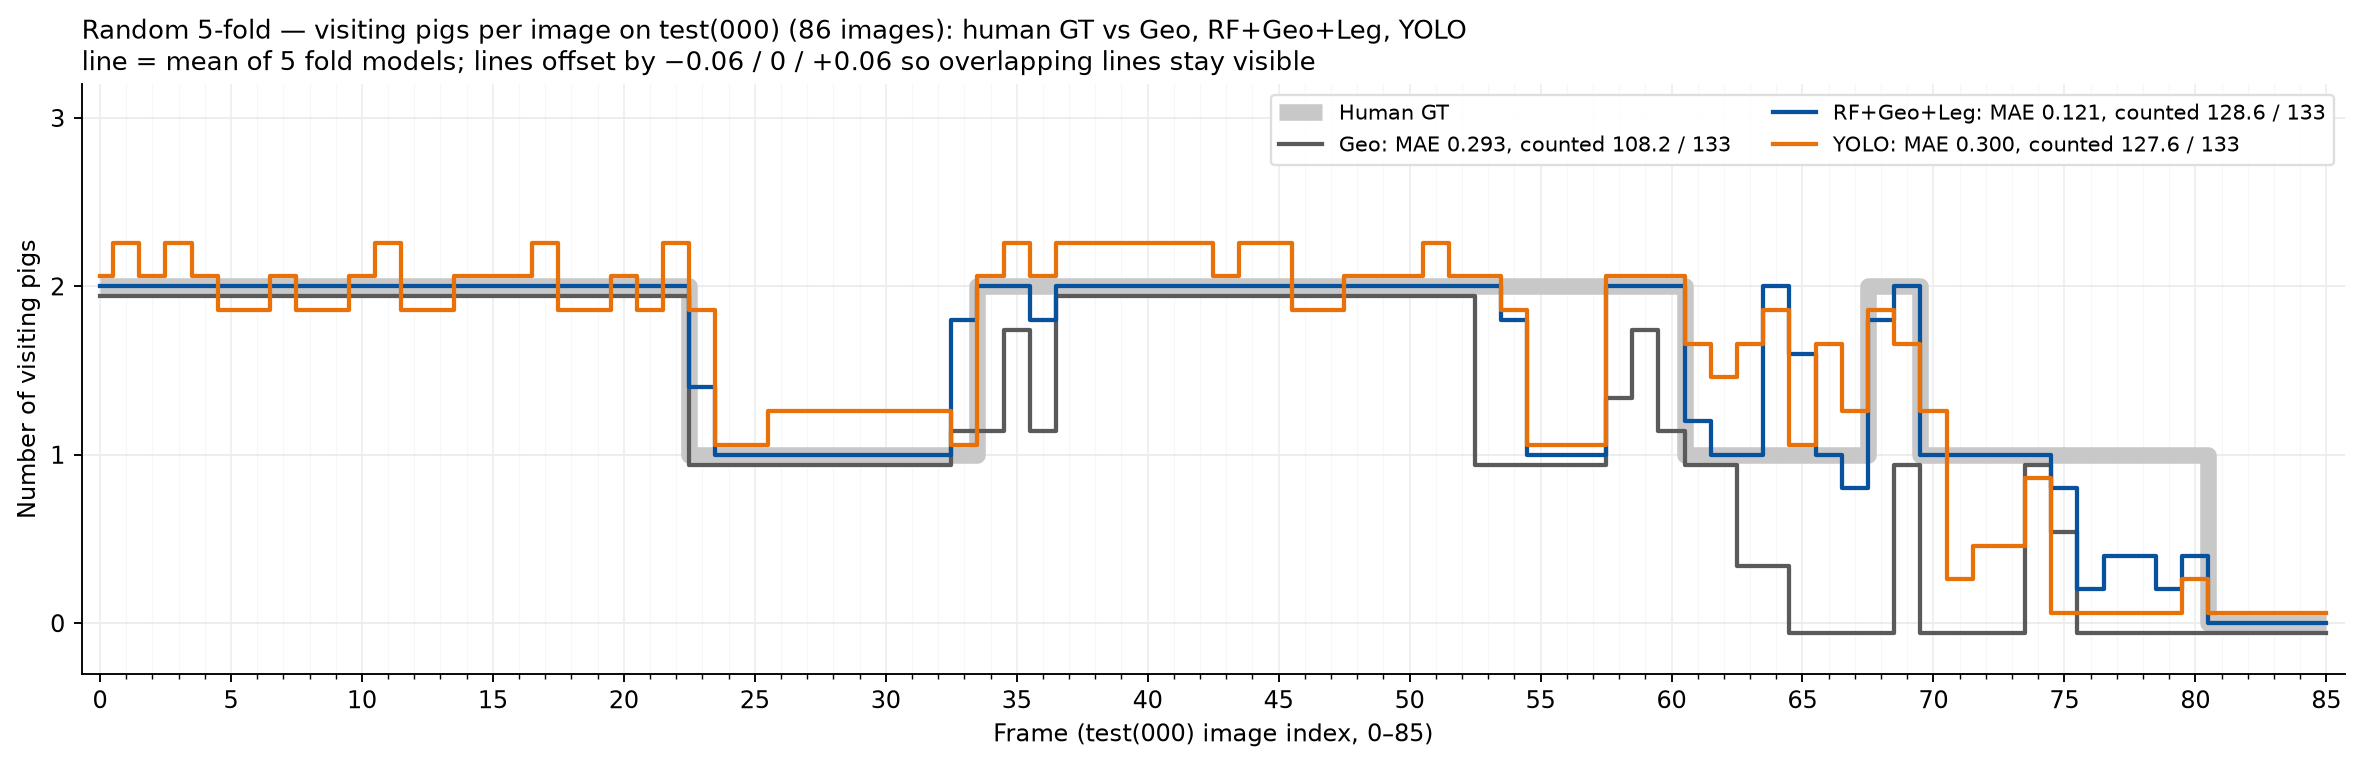 Random 5-fold — visiting pigs per image on test(000) (86 images): human GT vs Geo, RF+Geo+Leg, YOLO
line = mean of 5 fold models; lines offset by −0.06 / 0 / +0.06 so overlapping lines stay visible
Human GT
Geo: MAE 0.293, counted 108.2 / 133
RF+Geo+Leg: MAE 0.121, counted 128.6 / 133
YOLO: MAE 0.300, counted 127.6 / 133
Number of visiting pigs
3
2
1
0
0 5 10 15 20 25 30 35 40 45 50 55 60 65 70 75 80 85
Frame (test(000) image index, 0–85)